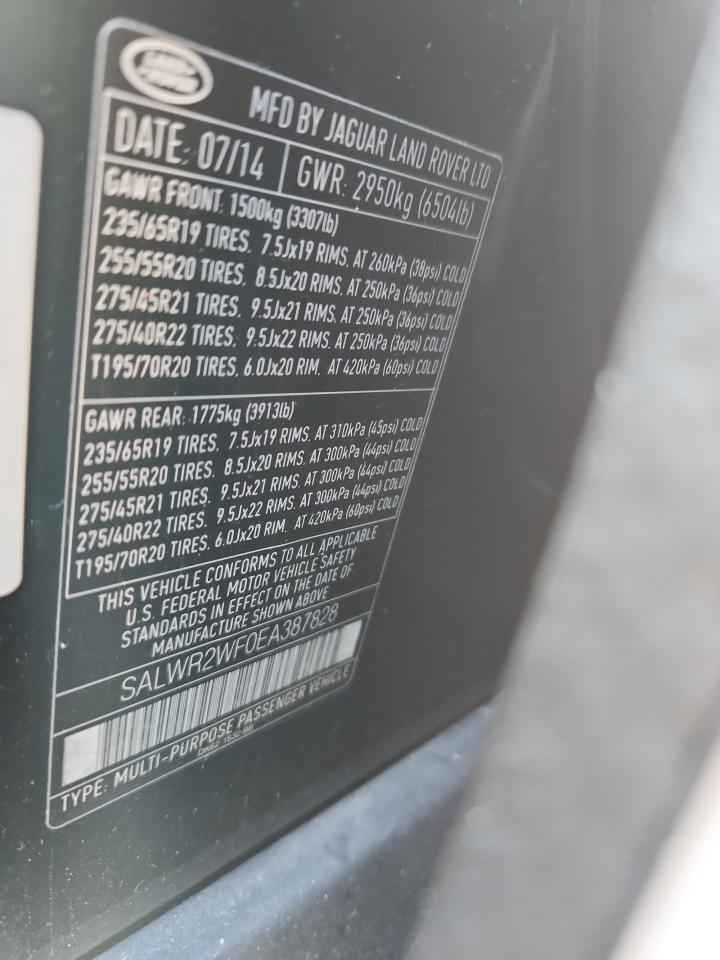 LAND
ROVER
MFD BY JAGUAR LAND ROVER LTD
DATE: 07/14
GWR: 2950kg (6504lb)
GAWR FRONT: 1500kg (3307lb)
235/65R19 TIRES. 7.5Jx19 RIMS. AT 260kPa (38psi) COLD
255/55R20 TIRES. 8.5Jx20 RIMS. AT 250kPa (36psi) COLD
275/45R21 TIRES. 9.5Jx21 RIMS. AT 250kPa (36psi) COLD
275/40R22 TIRES. 9.5Jx22 RIMS. AT 250kPa (36psi) COLD
T195/70R20 TIRES. 6.0Jx20 RIM. AT 420kPa (60psi) COLD
GAWR REAR: 1775kg (3913lb)
235/65R19 TIRES. 7.5Jx19 RIMS. AT 310kPa (45psi) COLD
255/55R20 TIRES. 8.5Jx20 RIMS. AT 300kPa (44psi) COLD
275/45R21 TIRES. 9.5Jx21 RIMS. AT 300kPa (44psi) COLD
275/40R22 TIRES. 9.5Jx22 RIMS. AT 300kPa (44psi) COLD
T195/70R20 TIRES. 6.0Jx20 RIM. AT 420kPa (60psi) COLD
THIS VEHICLE CONFORMS TO ALL APPLICABLE
U.S. FEDERAL MOTOR VEHICLE SAFETY
STANDARDS IN EFFECT ON THE DATE OF
MANUFACTURE SHOWN ABOVE
SALWR2WF0EA387828
TYPE: MULTI-PURPOSE PASSENGER VEHICLE
DK62-1532-BB